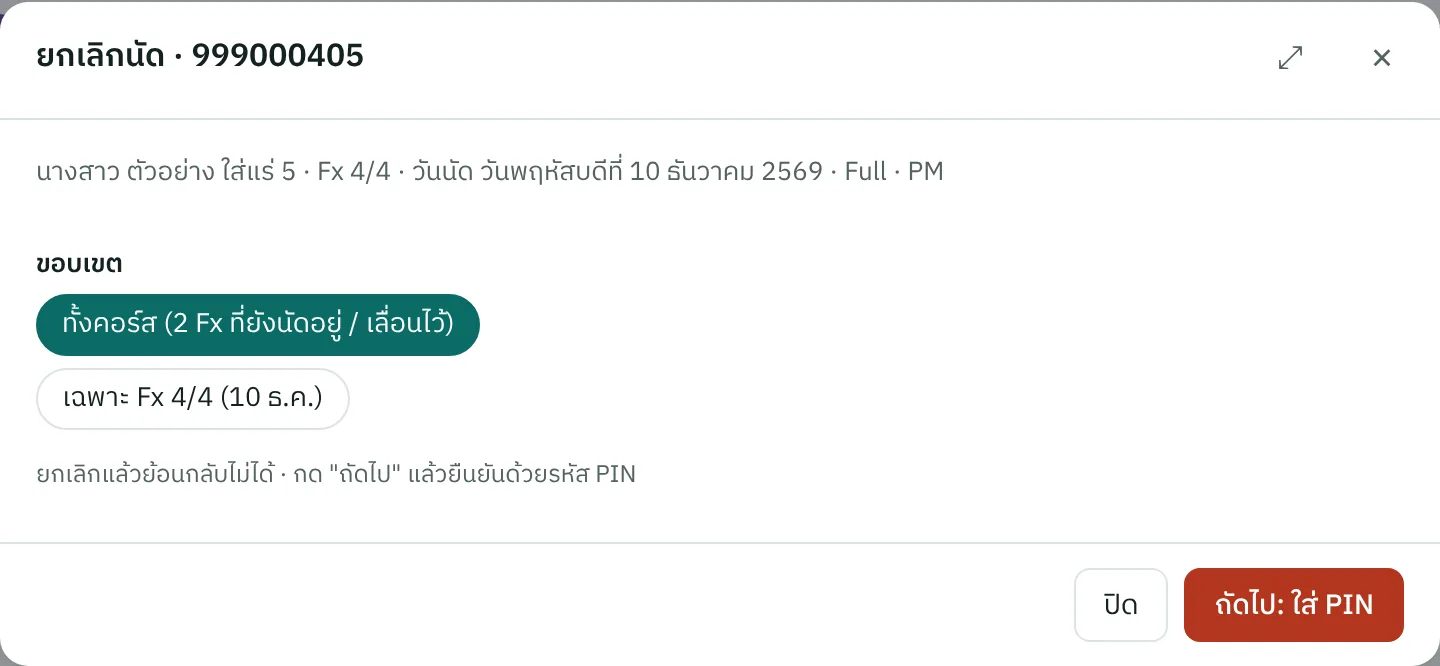 ยกเลิกนัด · 999000405
นางสาว ตัวอย่าง ใส่แร่ 5 · Fx 4/4 · วันนัด วันพฤหัสบดีที่ 10 ธันวาคม 2569 · Full · PM
ขอบเขต
ทั้งคอร์ส (2 Fx ที่ยังนัดอยู่ / เลื่อนไว้)
เฉพาะ Fx 4/4 (10 ธ.ค.)
ยกเลิกแล้วย้อนกลับไม่ได้ · กด "ถัดไป" แล้วยืนยันด้วยรหัส PIN
ปิด
ถัดไป: ใส่ PIN